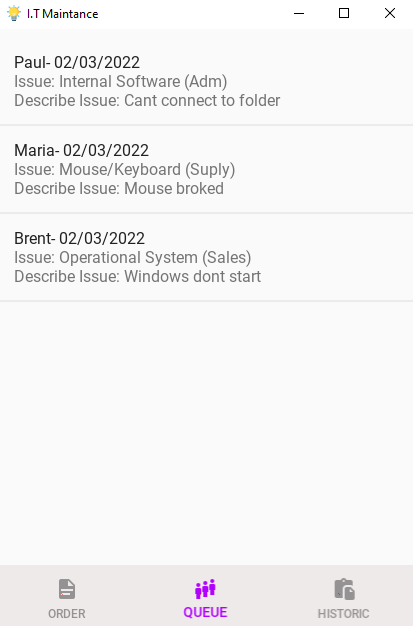 I.T Maintance
Paul- 02/03/2022
Issue: Internal Software (Adm)
Describe Issue: Cant connect to folder
Maria- 02/03/2022
Issue: Mouse/Keyboard (Suply)
Describe Issue: Mouse broked
Brent- 02/03/2022
Issue: Operational System (Sales)
Describe Issue: Windows dont start
ORDER
QUEUE
HISTORIC